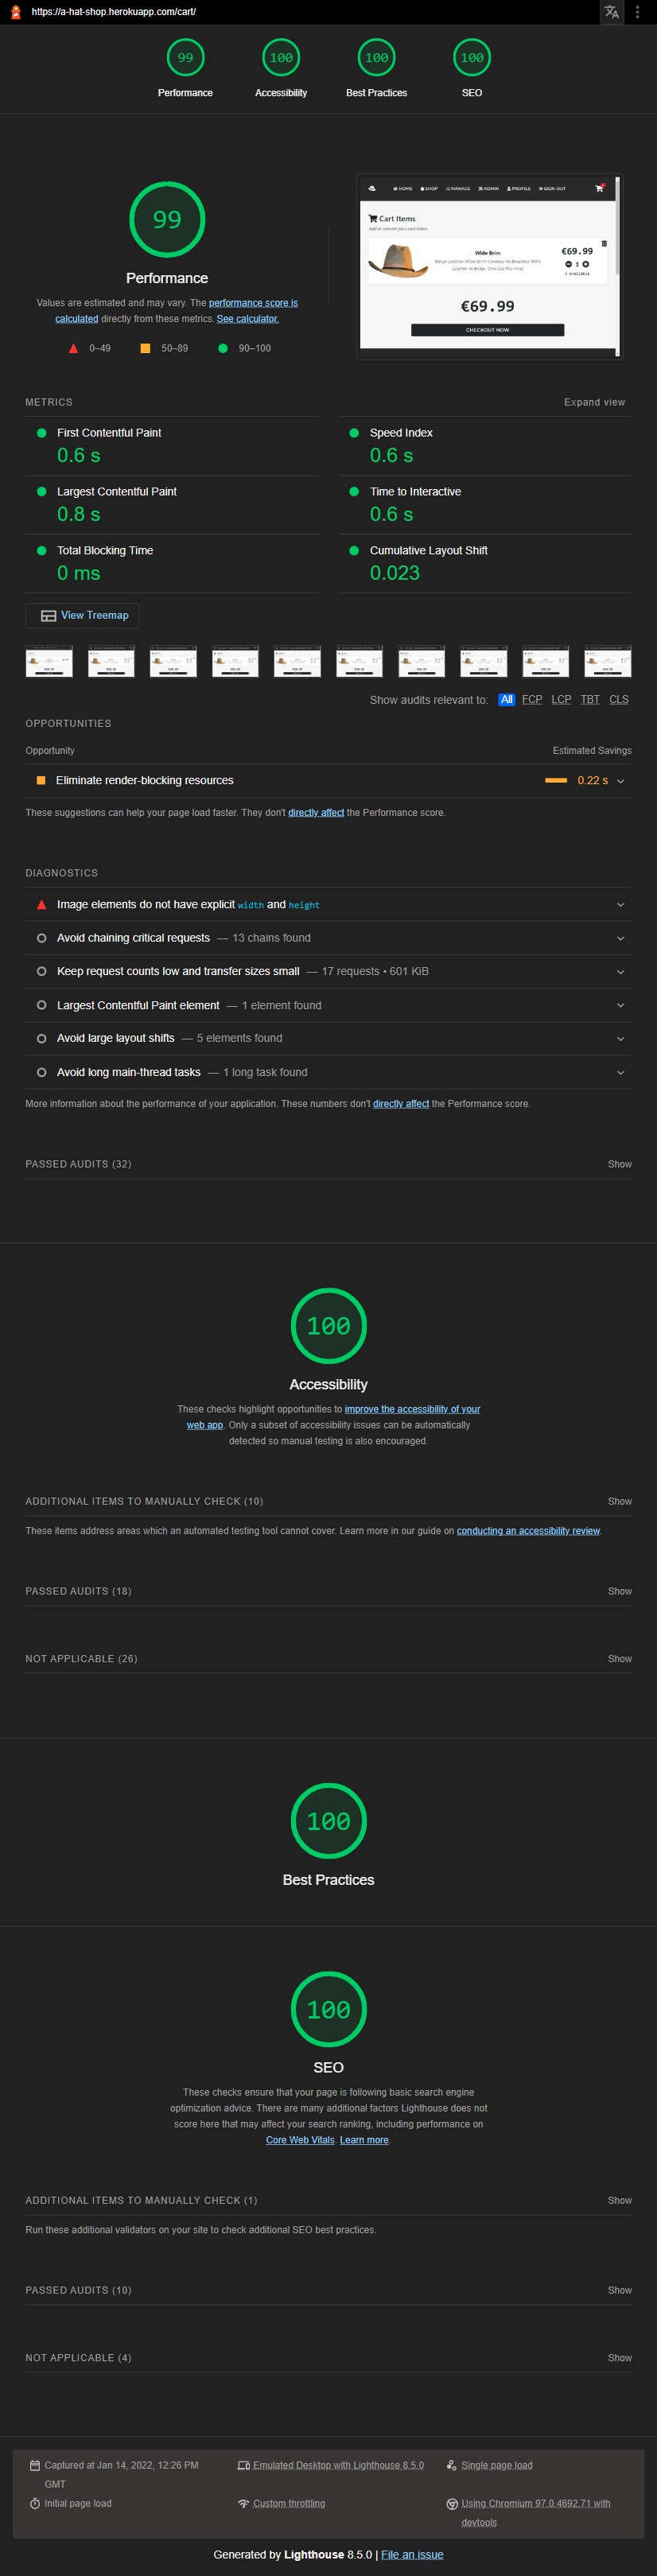 https://a-hat-shop.herokuapp.com/cart/
99 100 100 100
Performance Accessibility Best Practices SEO
99
Performance
Values are estimated and may vary. The performance score is
calculated directly from these metrics. See calculator.
0–49 50–89 90–100
HOME SHOP MANAGE ADMIN PROFILE SIGN OUT
Cart Items
Add or remove your cart items
Wide Brim
€69.99
1
2 available
€69.99
CHECKOUT NOW
METRICS Expand view
First Contentful Paint
0.6 s
Speed Index
0.6 s
Largest Contentful Paint
0.8 s
Time to Interactive
0.6 s
Total Blocking Time
0 ms
Cumulative Layout Shift
0.023
View Treemap
Show audits relevant to: All FCP LCP TBT CLS
OPPORTUNITIES
Opportunity Estimated Savings
Eliminate render-blocking resources 0.22 s
These suggestions can help your page load faster. They don't directly affect the Performance score.
DIAGNOSTICS
Image elements do not have explicit width and height
Avoid chaining critical requests — 13 chains found
Keep request counts low and transfer sizes small — 17 requests • 601 KiB
Largest Contentful Paint element — 1 element found
Avoid large layout shifts — 5 elements found
Avoid long main-thread tasks — 1 long task found
More information about the performance of your application. These numbers don't directly affect the Performance score.
PASSED AUDITS (32) Show
100
Accessibility
These checks highlight opportunities to improve the accessibility of your
web app. Only a subset of accessibility issues can be automatically
detected so manual testing is also encouraged.
ADDITIONAL ITEMS TO MANUALLY CHECK (10) Show
These items address areas which an automated testing tool cannot cover. Learn more in our guide on conducting an accessibility review.
PASSED AUDITS (18) Show
NOT APPLICABLE (26) Show
100
Best Practices
100
SEO
These checks ensure that your page is following basic search engine
optimization advice. There are many additional factors Lighthouse does not
score here that may affect your search ranking, including performance on
Core Web Vitals. Learn more.
ADDITIONAL ITEMS TO MANUALLY CHECK (1) Show
Run these additional validators on your site to check additional SEO best practices.
PASSED AUDITS (10) Show
NOT APPLICABLE (4) Show
Captured at Jan 14, 2022, 12:26 PM
GMT
Emulated Desktop with Lighthouse 8.5.0
Single page load
Initial page load
Custom throttling
Using Chromium 97.0.4692.71 with
devtools
Generated by Lighthouse 8.5.0 | File an issue